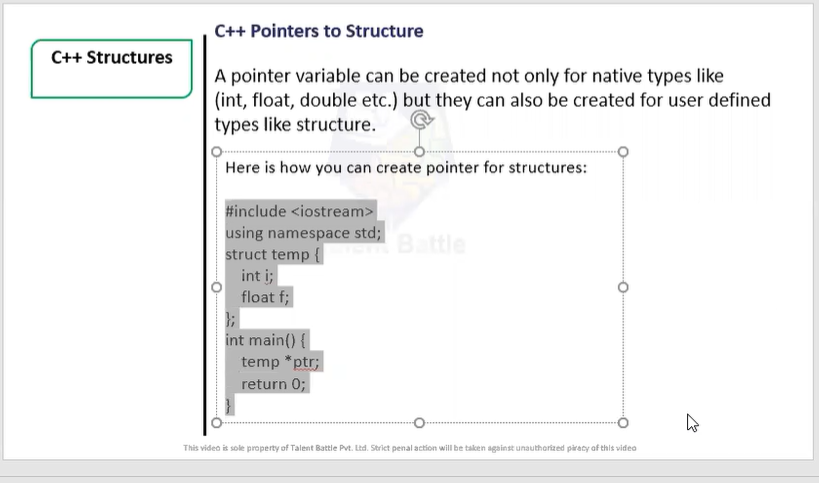 C++ Structures
C++ Pointers to Structure
A pointer variable can be created not only for native types like
(int, float, double etc.) but they can also be created for user defined
types like structure.
Here is how you can create pointer for structures:
#include <iostream>
using namespace std;
struct temp {
int i;
float f;
};
int main() {
temp *ptr;
return 0;
}
Battle
This video is sole property of Talent Battle Pvt. Ltd. Strict penal action will be taken against unauthorized piracy of this video